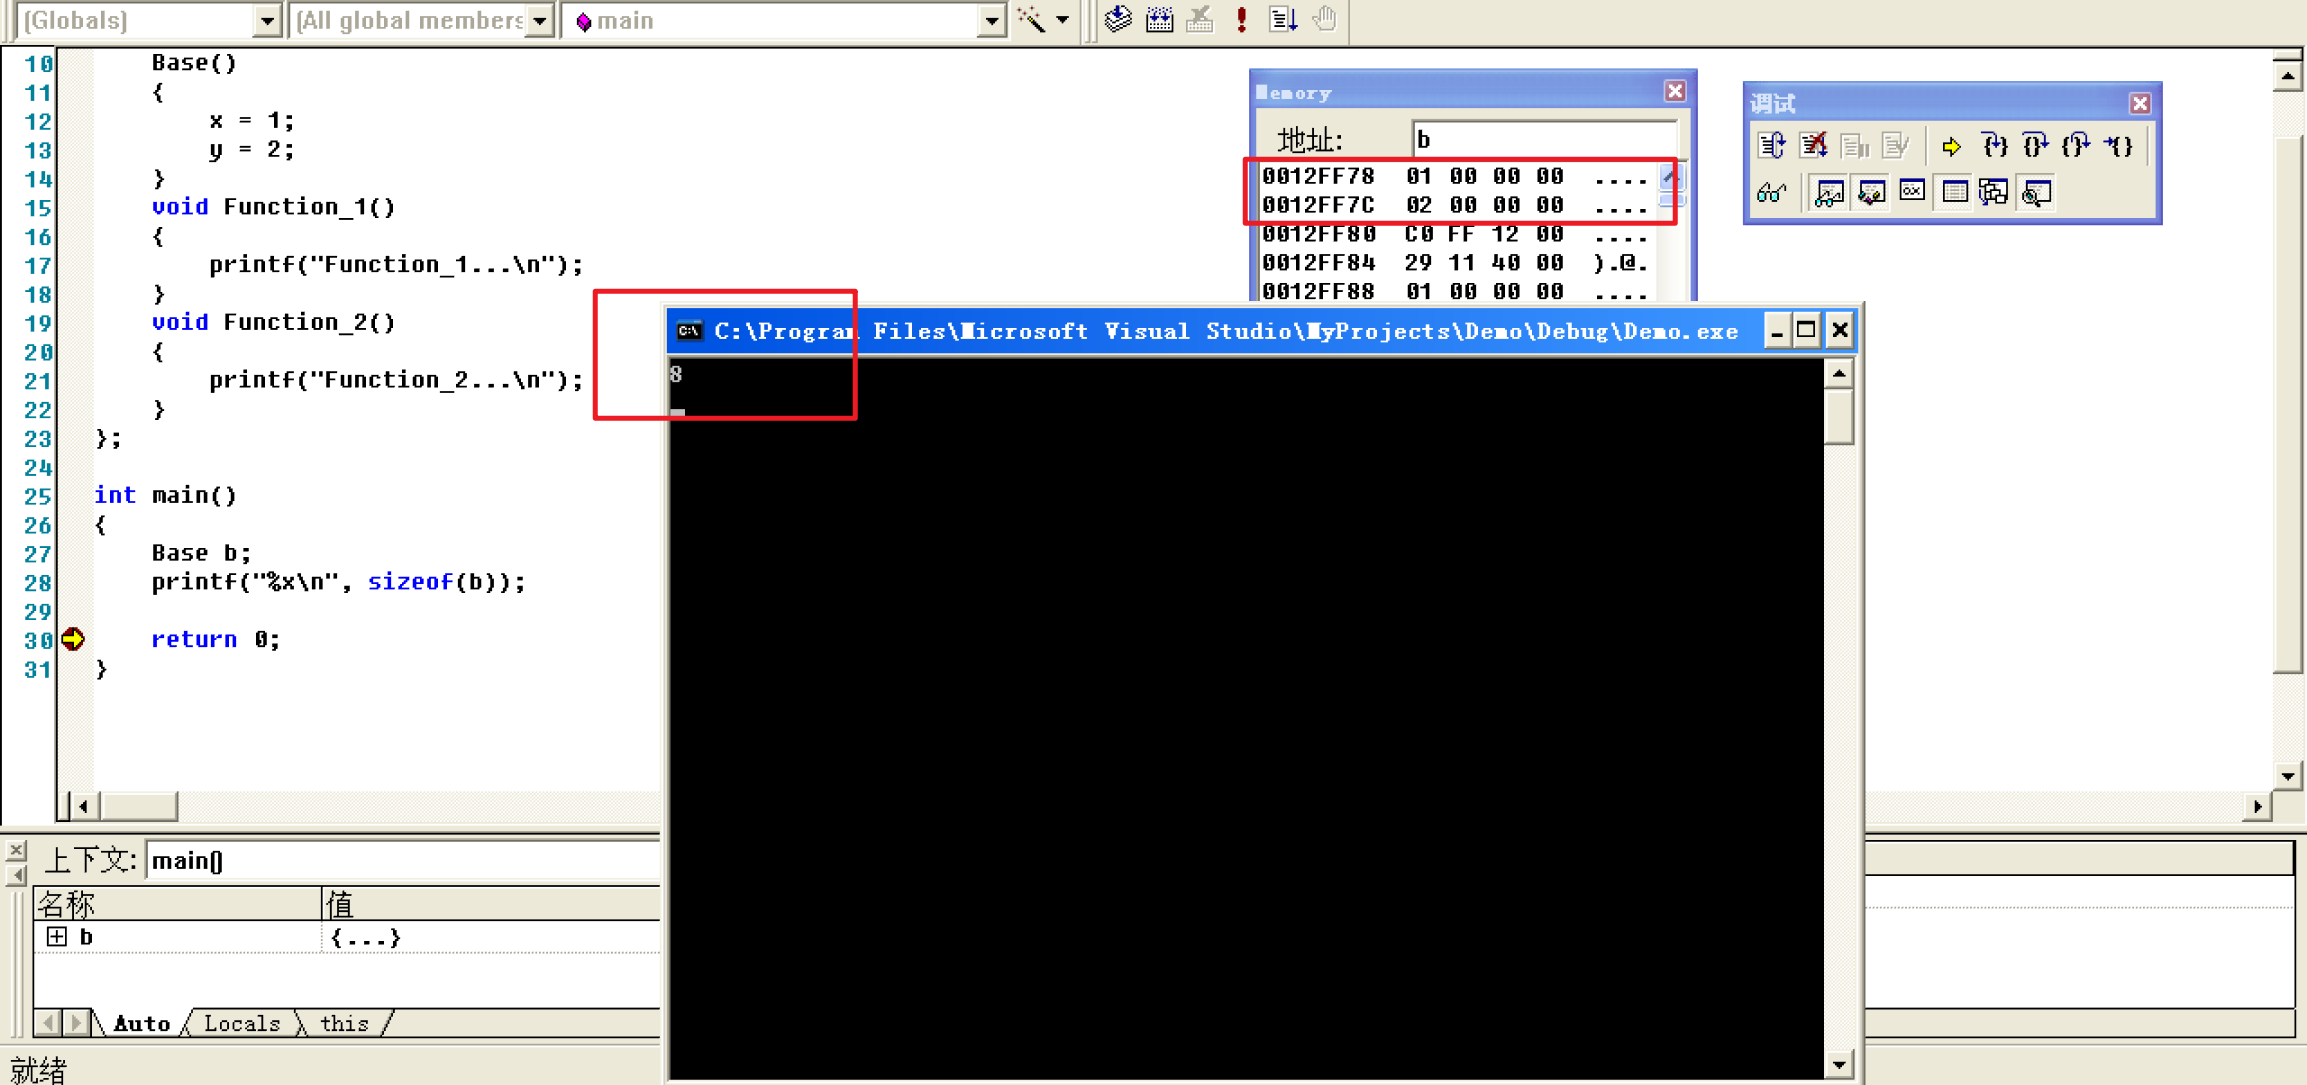 (Globals) (All global members main
10 Base()
11 {
12 x = 1;
13 y = 2;
14 }
15 void Function_1()
16 {
17 printf("Function_1...\n");
18 }
19 void Function_2()
20 {
21 printf("Function_2...\n");
22 }
23 };
24
25 int main()
26 {
27 Base b;
28 printf("%x\n", sizeof(b));
29
30 return 0;
31 }
Memory
地址: b
0012FF78 01 00 00 00 ....
0012FF7C 02 00 00 00 ....
0012FF80 C0 FF 12 00 ....
0012FF84 29 11 40 00 ).@.
0012FF88 01 00 00 00 ....
调试
C:\Program Files\Microsoft Visual Studio\MyProjects\Demo\Debug\Demo.exe
8
上下文: main()
名称 值
b {...}
Auto Locals this
就绪